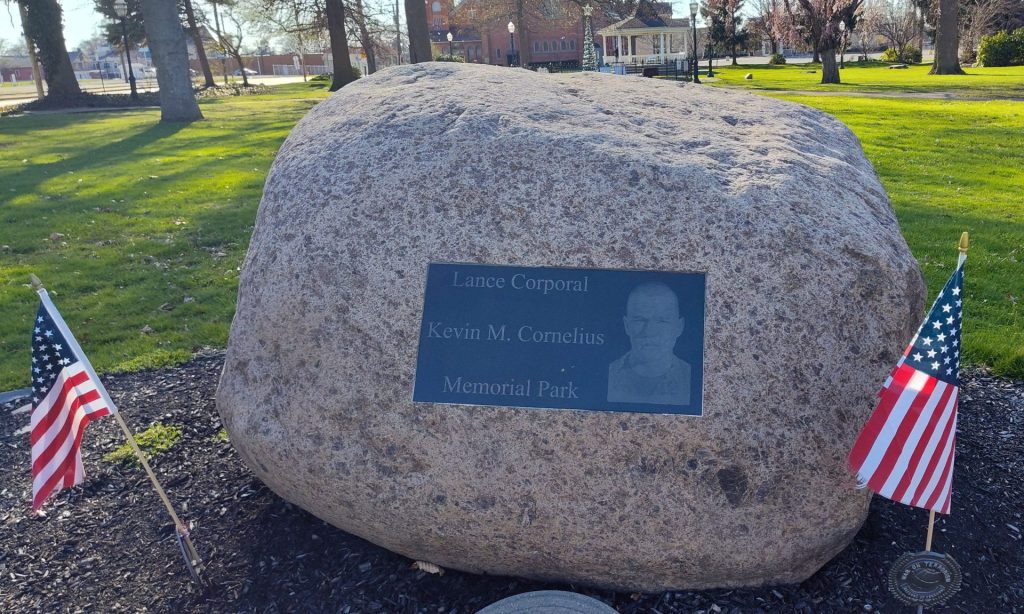 Lance Corporal
Kevin M. Cornelius
Memorial Park